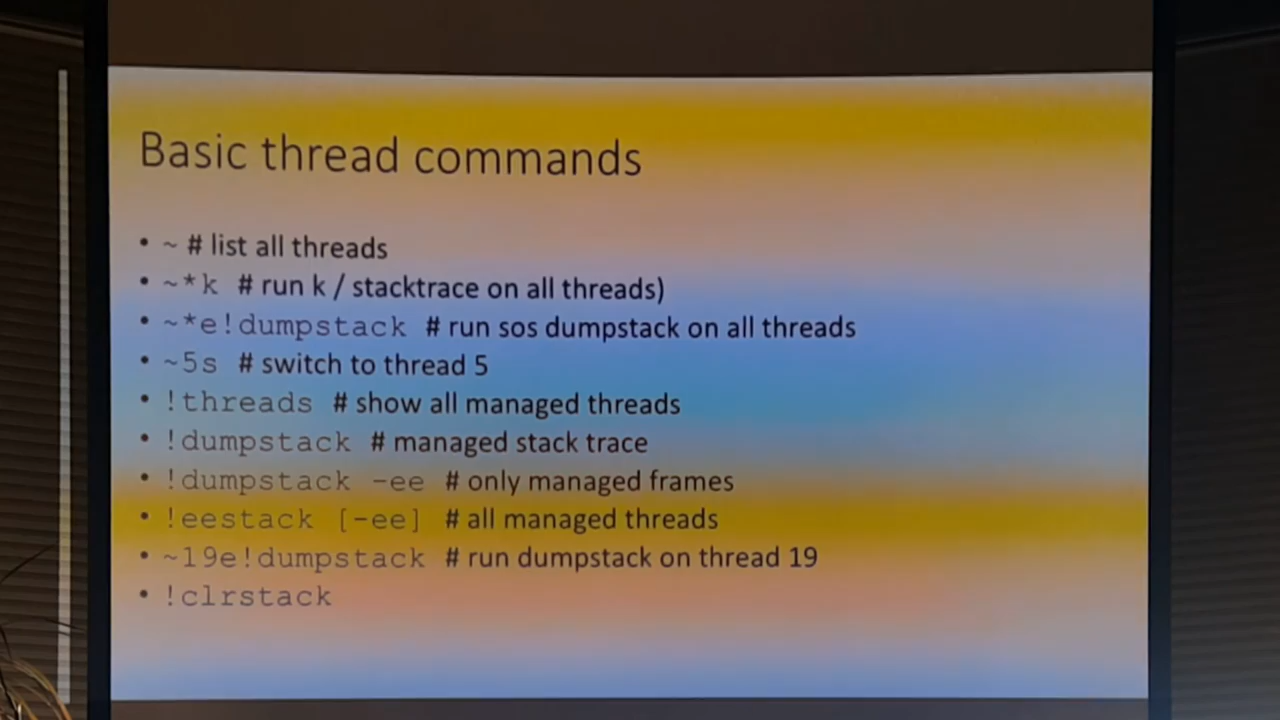 Basic thread commands
• ~ # list all threads
• ~*k # run k / stacktrace on all threads)
• ~*e!dumpstack # run sos dumpstack on all threads
• ~5s # switch to thread 5
• !threads # show all managed threads
• !dumpstack # managed stack trace
• !dumpstack -ee # only managed frames
• !eestack [-ee] # all managed threads
• ~19e!dumpstack # run dumpstack on thread 19
• !clrstack